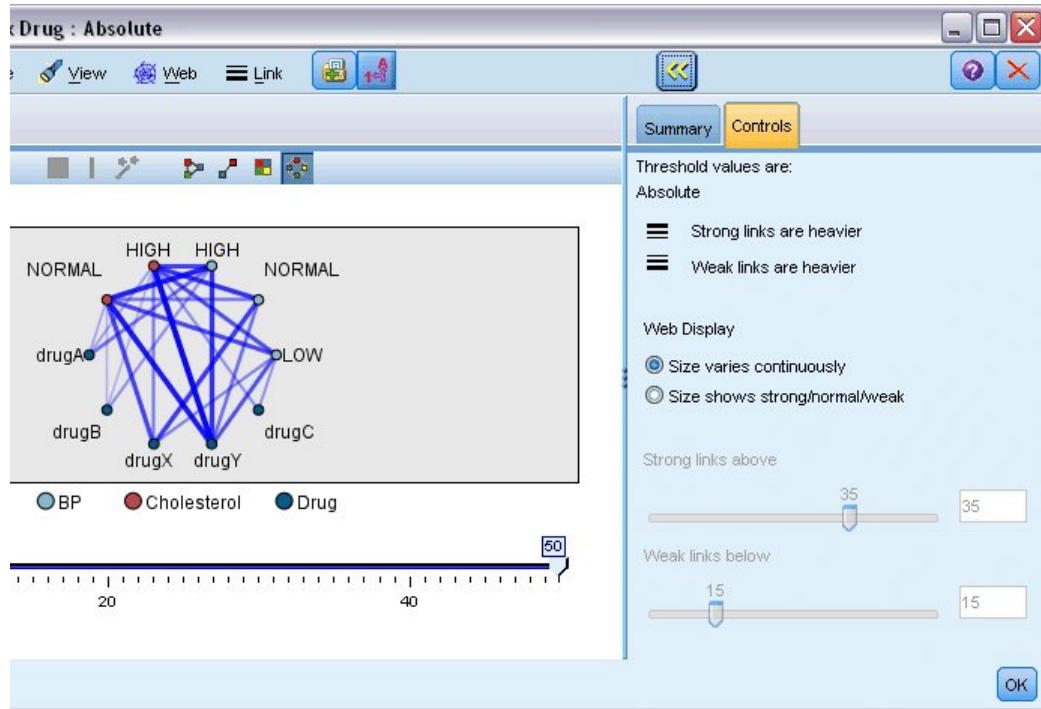 x Drug : Absolute
View Web Link
Summary Controls
Threshold values are:
Absolute
Strong links are heavier
Weak links are heavier
Web Display
Size varies continuously
Size shows strong/normal/weak
Strong links above
35
35
Weak links below
15
15
OK
HIGH HIGH
NORMAL NORMAL
drugA LOW
drugB drugC
drugX drugY
BP Cholesterol Drug
50
20 40